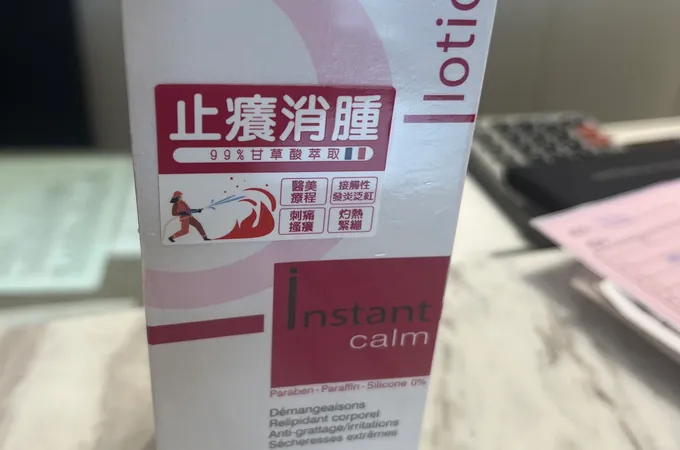 lotio
止癢消腫
99%甘草酸萃取
醫美
療程
接觸性
發炎泛紅
刺痛
搔癢
灼熱
緊繃
instant
calm
Paraben - Paraffin - Silicone 0%
Démangeaisons
Relipidant corporel
Anti-grattage/irritations
Sécheresses extrêmes